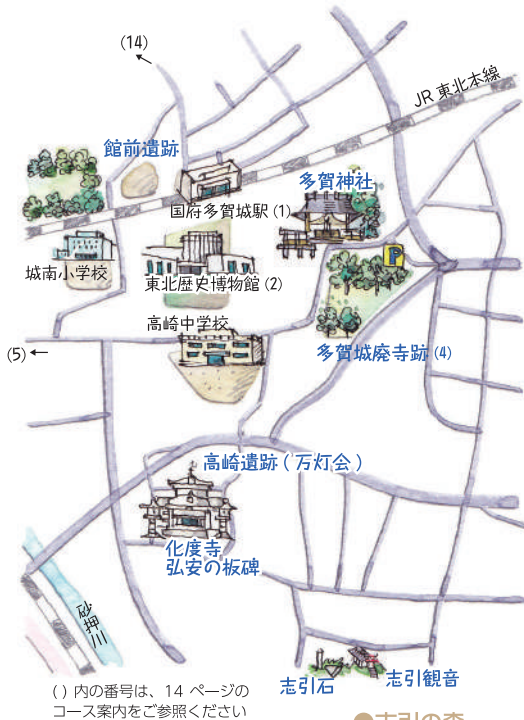 (14)
JR 東北本線
館前遺跡
多賀神社
国府多賀城駅 (1)
P
城南小学校
東北歴史博物館 (2)
高崎中学校
(5)
多賀城廃寺跡 (4)
高崎遺跡 ( 万灯会 )
化度寺
弘安の板碑
砂押川
志引石
志引観音
( ) 内の番号は、14 ページの
コース案内をご参照ください